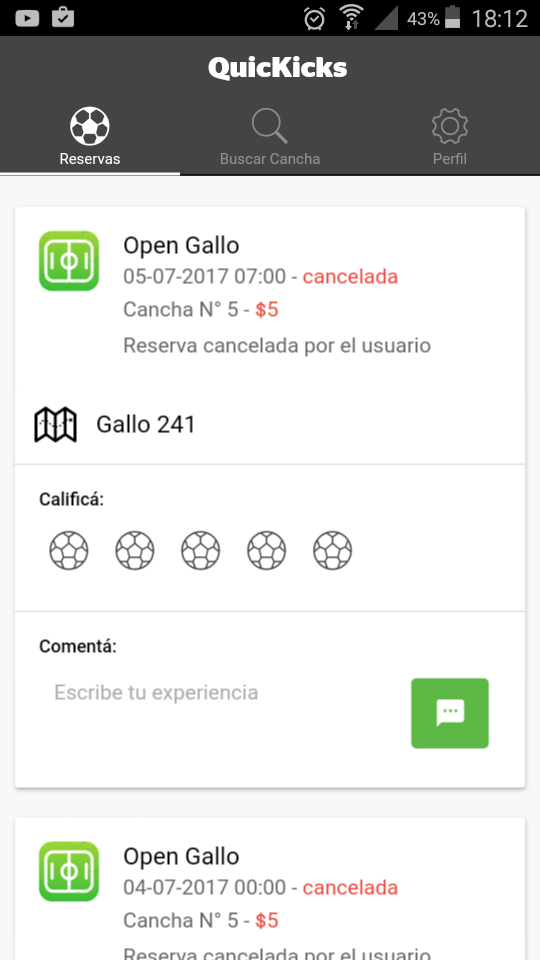 43% 18:12
QuicKicks
Reservas Buscar Cancha Perfil
Open Gallo
05-07-2017 07:00 - cancelada
Cancha N° 5 - $5
Reserva cancelada por el usuario
Gallo 241
Calificá:
Comentá:
Escribe tu experiencia
Open Gallo
04-07-2017 00:00 - cancelada
Cancha N° 5 - $5
Reserva cancelada por el usuario